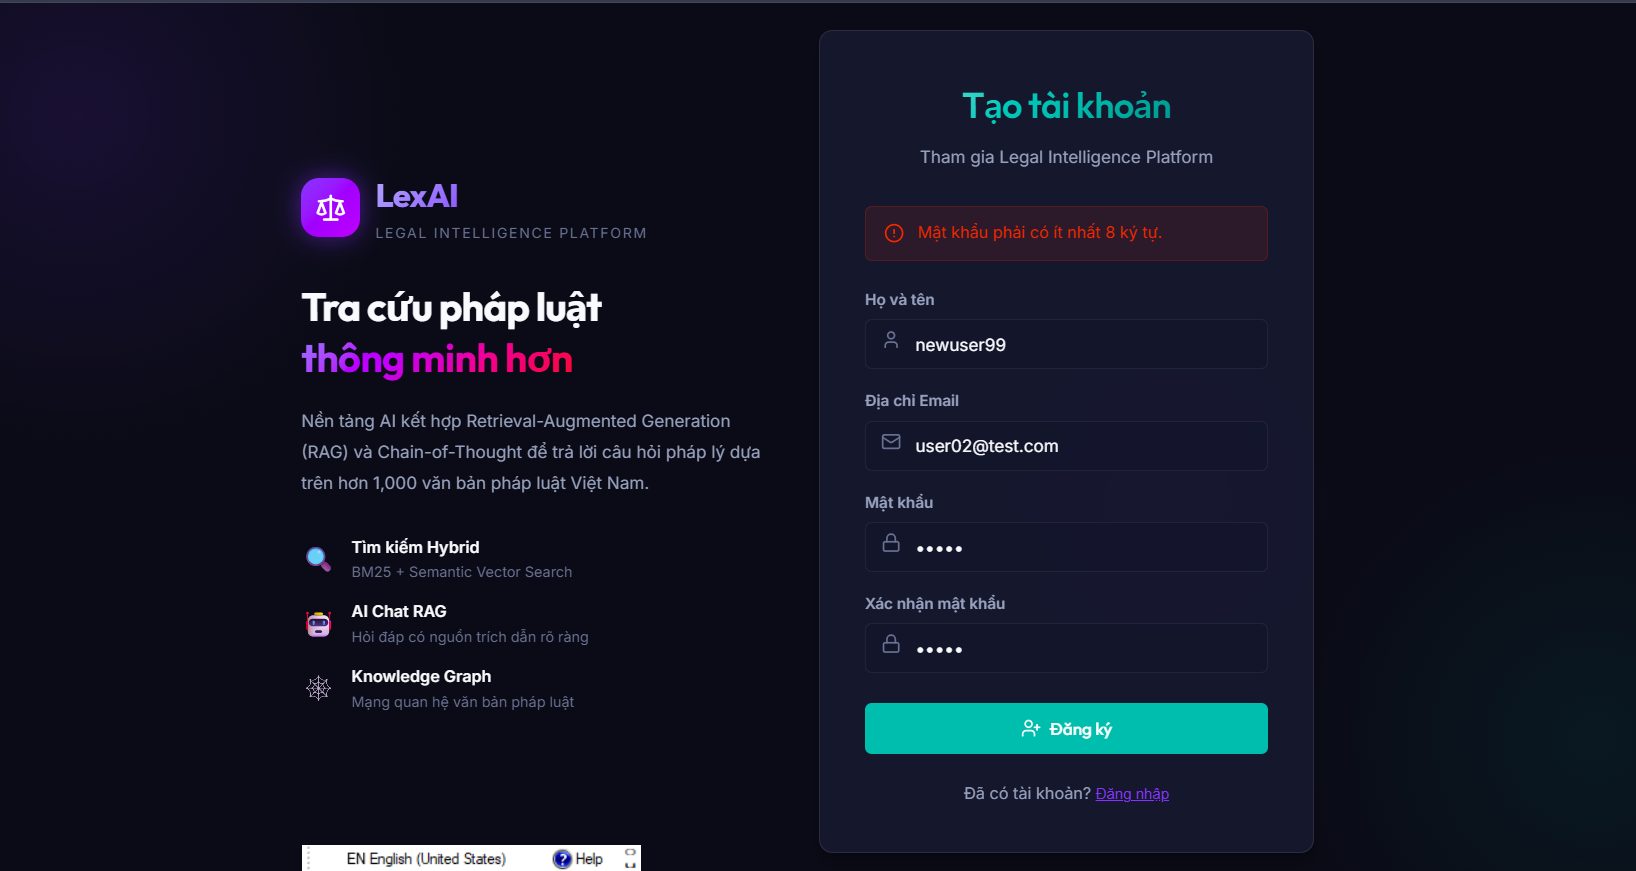 LexAI
LEGAL INTELLIGENCE PLATFORM
Tra cứu pháp luật
thông minh hơn
Nền tảng AI kết hợp Retrieval-Augmented Generation
(RAG) và Chain-of-Thought để trả lời câu hỏi pháp lý dựa
trên hơn 1,000 văn bản pháp luật Việt Nam.
Tìm kiếm Hybrid
BM25 + Semantic Vector Search
AI Chat RAG
Hỏi đáp có nguồn trích dẫn rõ ràng
Knowledge Graph
Mạng quan hệ văn bản pháp luật
EN English (United States)
? Help
Tạo tài khoản
Tham gia Legal Intelligence Platform
Mật khẩu phải có ít nhất 8 ký tự.
Họ và tên
newuser99
Địa chỉ Email
user02@test.com
Mật khẩu
•••••
Xác nhận mật khẩu
•••••
Đăng ký
Đã có tài khoản? Đăng nhập